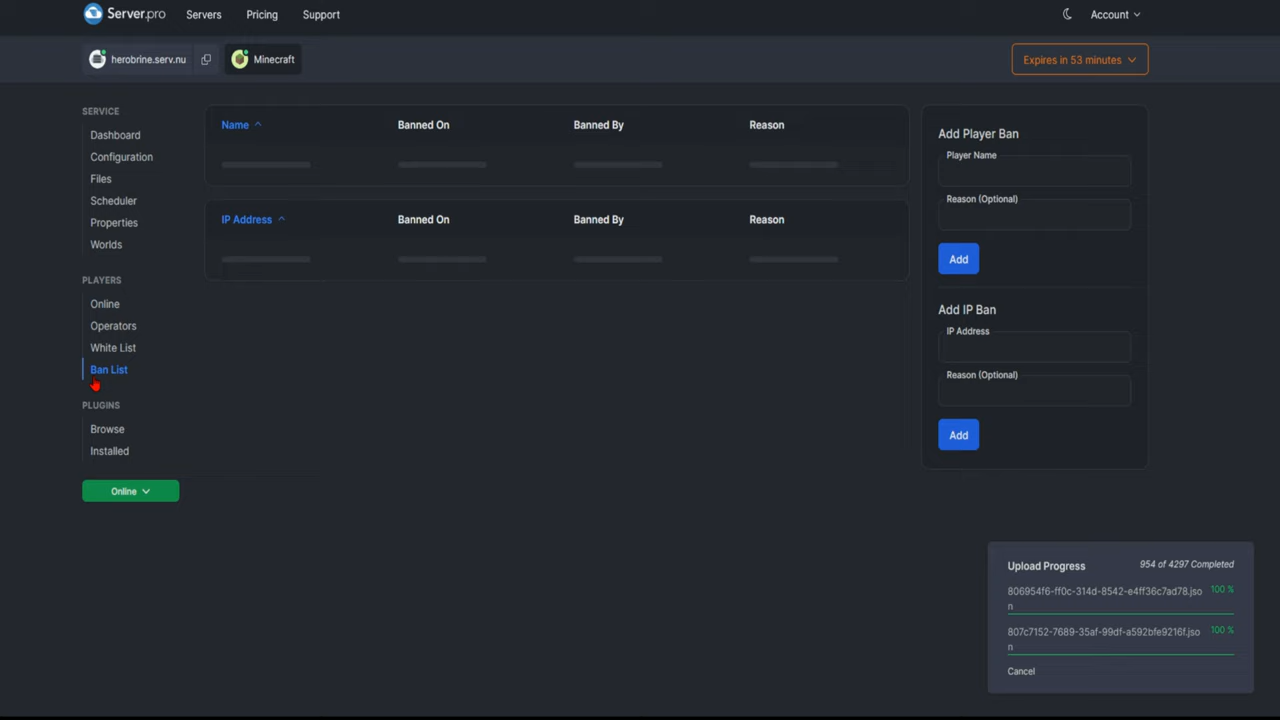 Server.pro
Servers
Pricing
Support
Account
herobrine.serv.nu
Minecraft
Expires in 53 minutes
SERVICE
Dashboard
Configuration
Files
Scheduler
Properties
Worlds
PLAYERS
Online
Operators
White List
Ban List
PLUGINS
Browse
Installed
Online
Name
Banned On
Banned By
Reason
IP Address
Banned On
Banned By
Reason
Add Player Ban
Player Name
Reason (Optional)
Add
Add IP Ban
IP Address
Reason (Optional)
Add
Upload Progress
954 of 4297 Completed
806954f6-ff0c-314d-8542-e4ff36c7ad78.jso
n
100 %
807c7152-7689-35af-99df-a592bfe9216f.jso
n
100 %
Cancel